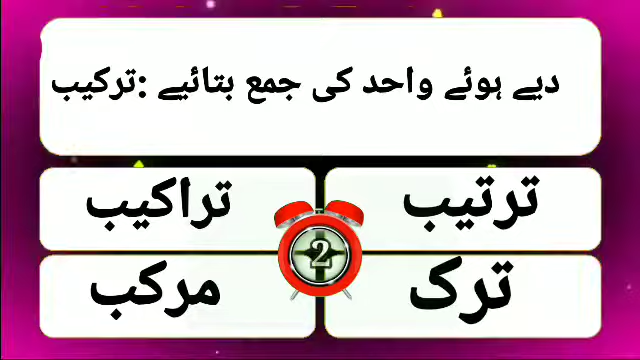 دیے ہوئے واحد کی جمع بتائیے :ترکیب
ترتیب
تراکیب
2
ترک
مرکب